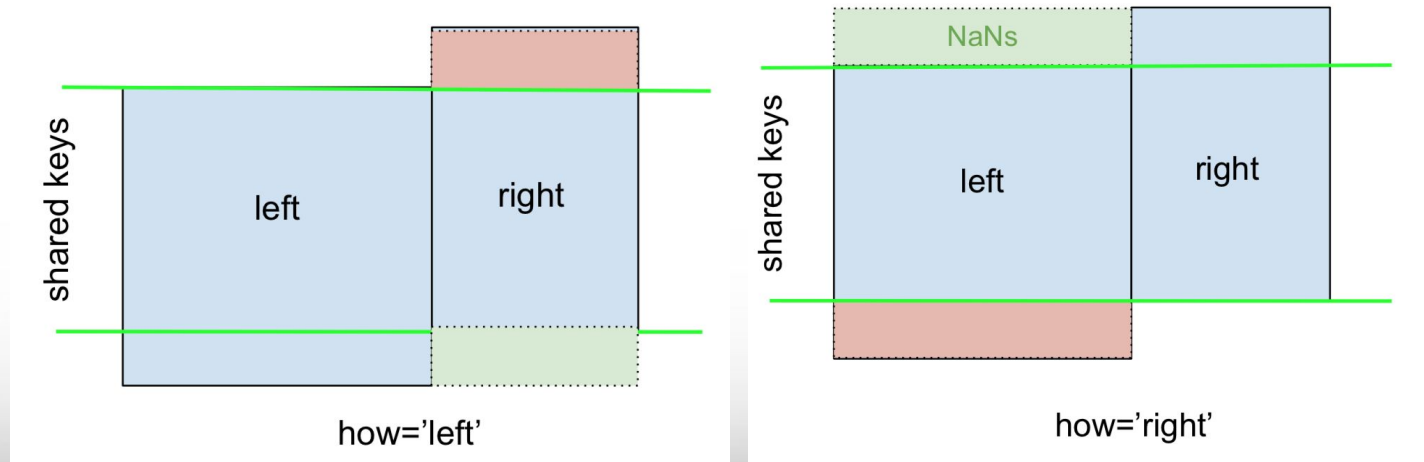 shared keys
left
right
how=’left’
NaNs
shared keys
left
right
how=’right’